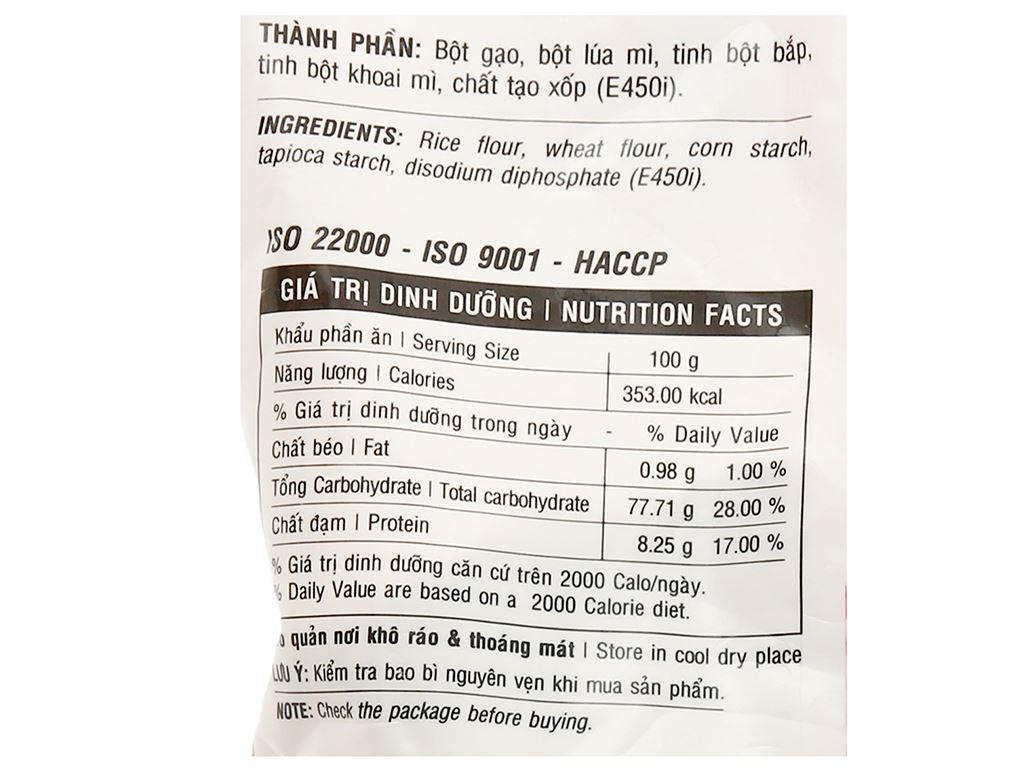 THÀNH PHẦN: Bột gạo, bột lúa mì, tinh bột bắp,
tinh bột khoai mì, chất tạo xốp (E450i).
INGREDIENTS: Rice flour, wheat flour, corn starch,
tapioca starch, disodium diphosphate (E450i).
ISO 22000 - ISO 9001 - HACCP
GIÁ TRỊ DINH DƯỠNG | NUTRITION FACTS
Khẩu phần ăn | Serving Size 100 g
Năng lượng | Calories 353.00 kcal
% Giá trị dinh dưỡng trong ngày - % Daily Value
Chất béo | Fat 0.98 g 1.00 %
Tổng Carbohydrate | Total carbohydrate 77.71 g 28.00 %
Chất đạm | Protein 8.25 g 17.00 %
% Giá trị dinh dưỡng căn cứ trên 2000 Calo/ngày.
% Daily Value are based on a 2000 Calorie diet.
quản nơi khô ráo & thoáng mát | Store in cool dry place
LƯU Ý: Kiểm tra bao bì nguyên vẹn khi mua sản phẩm.
NOTE: Check the package before buying.